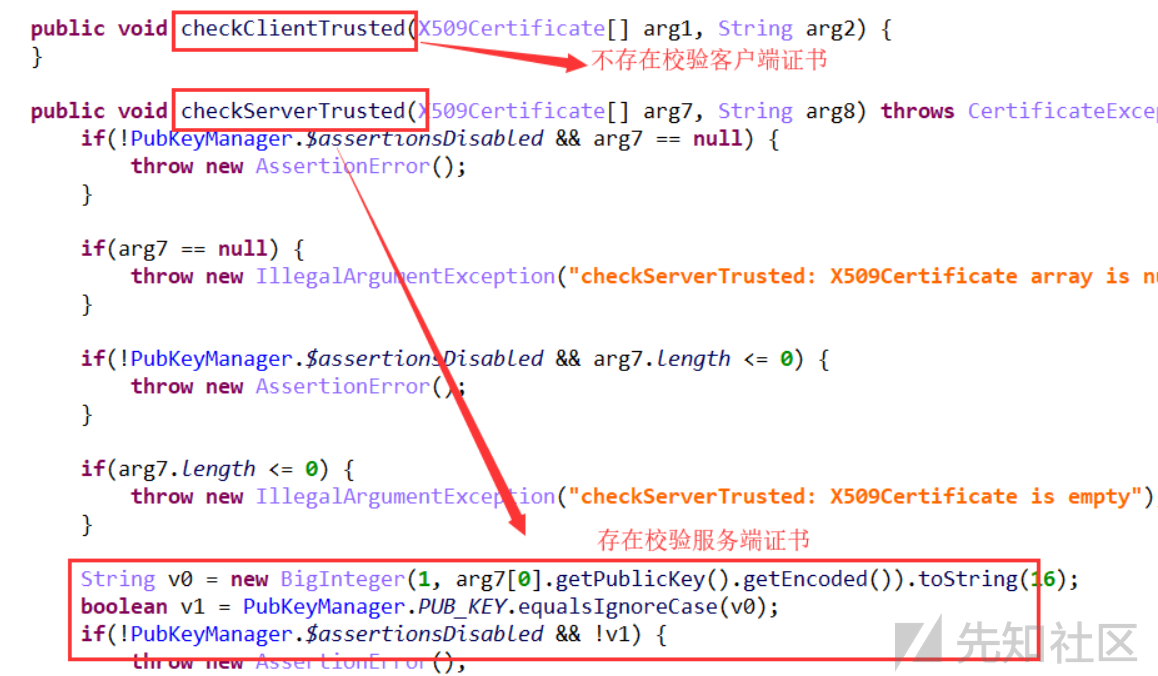 public void checkClientTrusted(X509Certificate[] arg1, String arg2) {
}
不存在校验客户端证书
public void checkServerTrusted(X509Certificate[] arg7, String arg8) throws CertificateExce
if(!PubKeyManager.$assertionsDisabled && arg7 == null) {
throw new AssertionError();
}
if(arg7 == null) {
throw new IllegalArgumentException("checkServerTrusted: X509Certificate array is nu
}
if(!PubKeyManager.$assertionsDisabled && arg7.length <= 0) {
throw new AssertionError();
}
if(arg7.length <= 0) {
throw new IllegalArgumentException("checkServerTrusted: X509Certificate is empty")
}
存在校验服务端证书
String v0 = new BigInteger(1, arg7[0].getPublicKey().getEncoded()).toString(16);
boolean v1 = PubKeyManager.PUB_KEY.equalsIgnoreCase(v0);
if(!PubKeyManager.$assertionsDisabled && !v1) {
throw new AssertionError();
先知社区